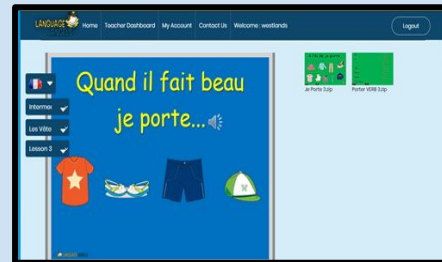 LANGUAGE
Home Teacher Dashboard My Account Contact Us Welcome : westlands
Logout
Quand il fait beau
je porte...
Intermex
Les Vête
Lesson 3
Je Porte 3.zip
Porter VERB 3.zip